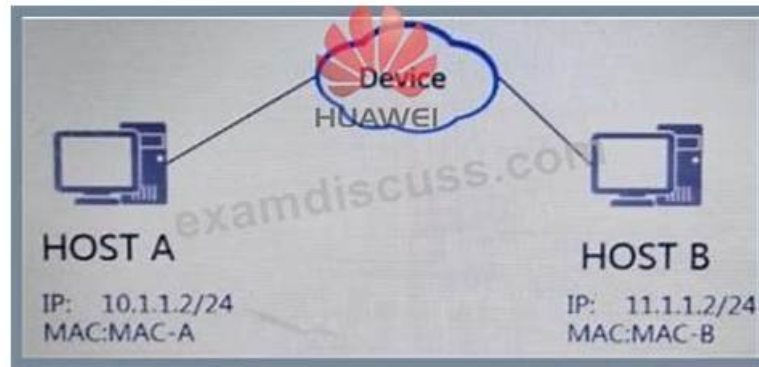 Device
HUAWEI
examdiscuss.com
HOST A
IP: 10.1.1.2/24
MAC:MAC-A
HOST B
IP: 11.1.1.2/24
MAC:MAC-B